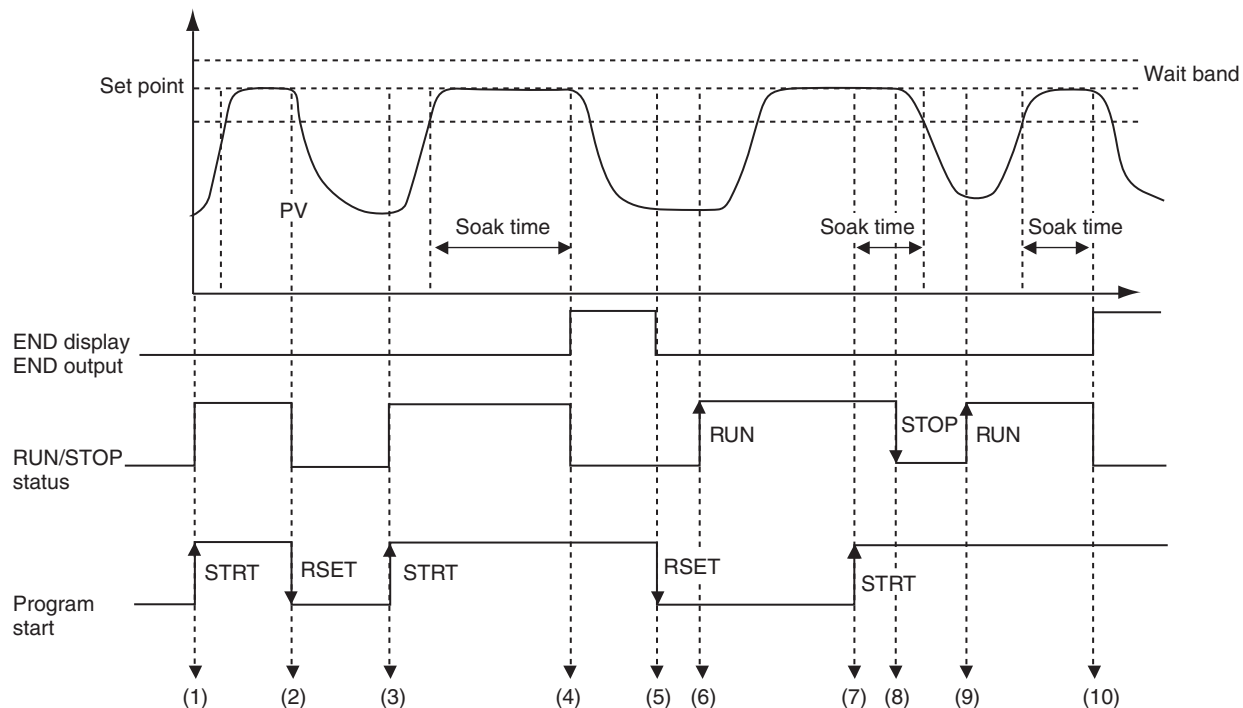 Set point
Wait band
PV
Soak time
Soak time
Soak time
END display
END output
RUN
STOP
RUN
RUN/STOP
status
STRT
RSET
STRT
RSET
STRT
Program
start
(1) (2) (3) (4) (5) (6) (7) (8) (9) (10)